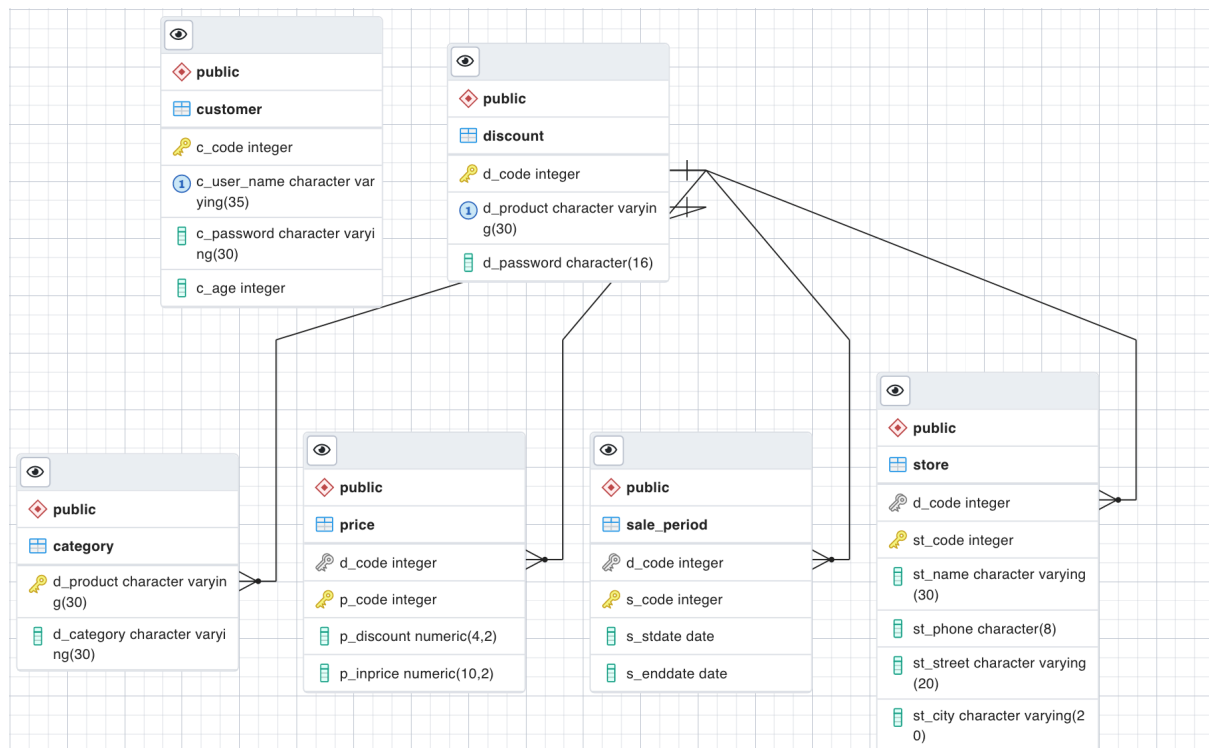 public
customer
c_code integer
1
c_user_name character var
ying(35)
c_password character varyi
ng(30)
c_age integer
public
discount
d_code integer
1
d_product character varyin
g(30)
d_password character(16)
public
category
d_product character varyin
g(30)
d_category character varyi
ng(30)
public
price
d_code integer
p_code integer
p_discount numeric(4,2)
p_inprice numeric(10,2)
public
sale_period
d_code integer
s_code integer
s_stdate date
s_enddate date
public
store
d_code integer
st_code integer
st_name character varying
(30)
st_phone character(8)
st_street character varying
(20)
st_city character varying(2
0)